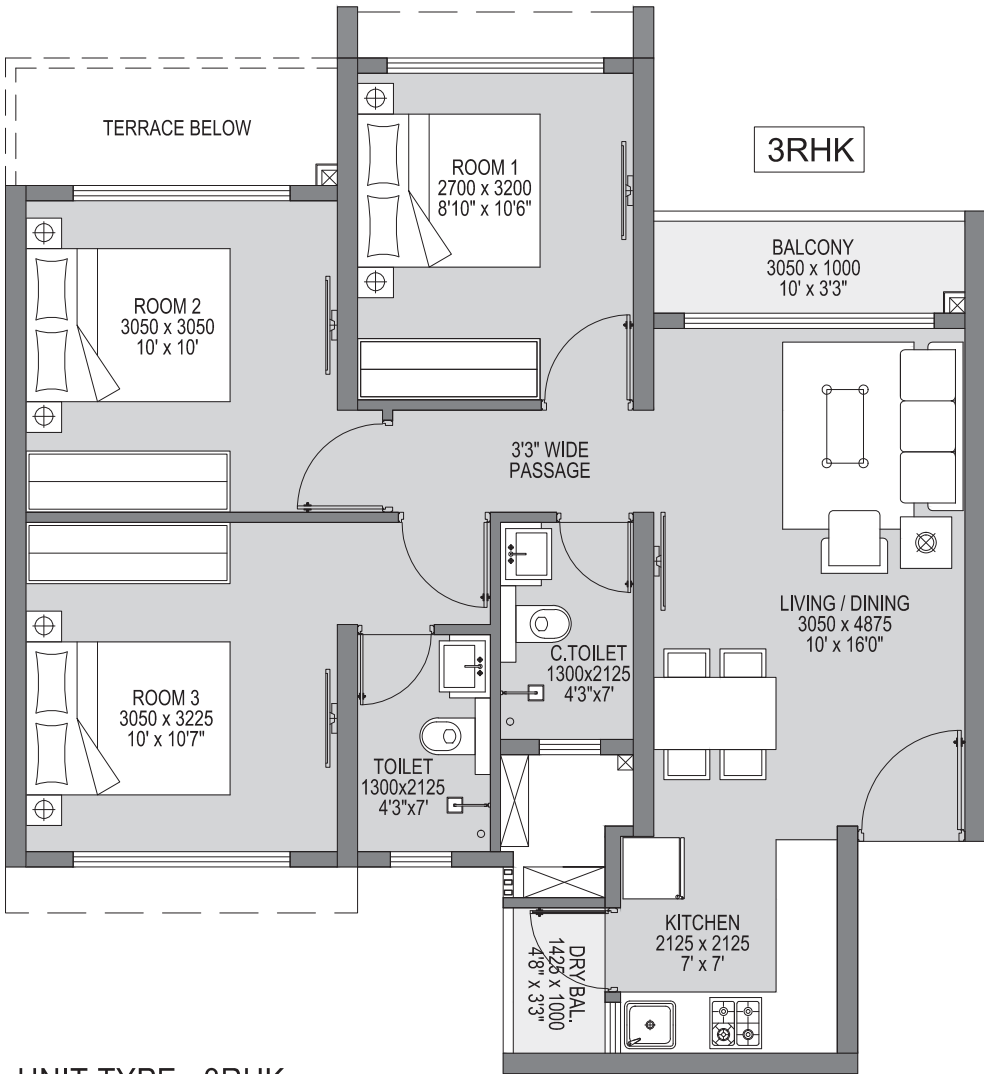 TERRACE BELOW
ROOM 1
2700 x 3200
8'10" x 10'6"
3RHK
BALCONY
3050 x 1000
10' x 3'3"
ROOM 2
3050 x 3050
10' x 10'
3'3" WIDE
PASSAGE
LIVING / DINING
3050 x 4875
10' x 16'0"
C.TOILET
1300x2125
4'3"x7'
ROOM 3
3050 x 3225
10' x 10'7"
TOILET
1300x2125
4'3"x7'
KITCHEN
2125 x 2125
7' x 7'
DRY BAL.
1425 x 1000
4'8" x 3'3"
UNIT TYPE - 3RHK